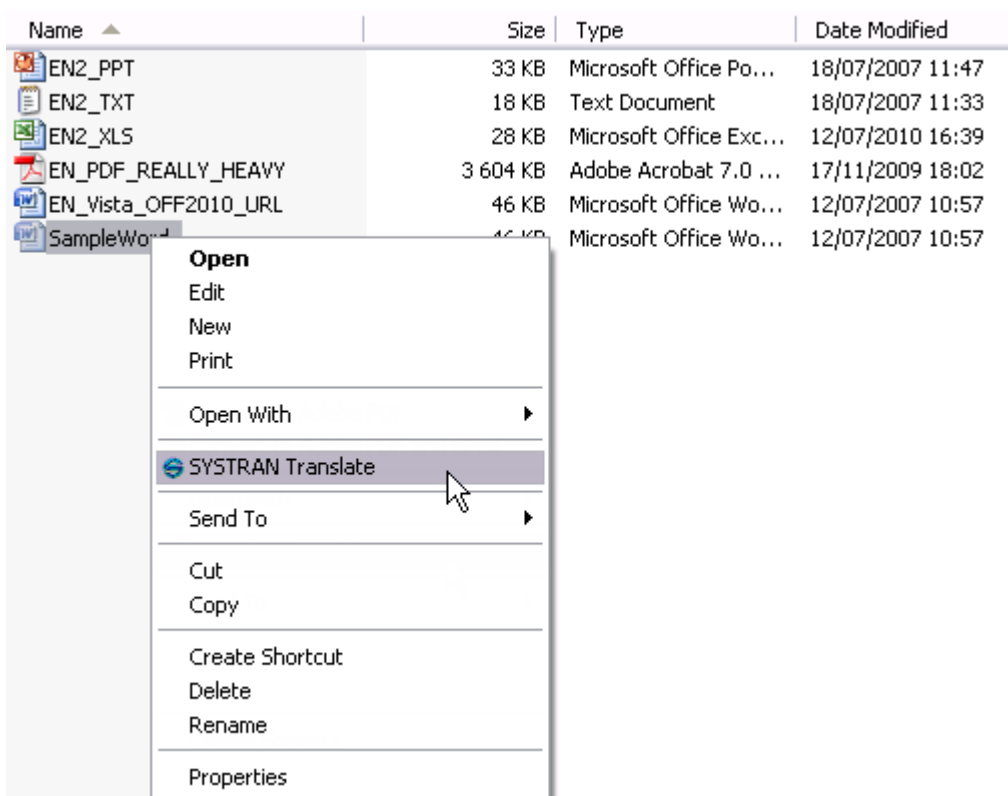 Name Size Type Date Modified
EN2_PPT 33 KB Microsoft Office Po... 18/07/2007 11:47
EN2_TXT 18 KB Text Document 18/07/2007 11:33
EN2_XLS 28 KB Microsoft Office Exc... 12/07/2010 16:39
EN_PDF_REALLY_HEAVY 3 604 KB Adobe Acrobat 7.0 ... 17/11/2009 18:02
EN_Vista_OFF2010_URL 46 KB Microsoft Office Wo... 12/07/2007 10:57
SampleWord 46 KB Microsoft Office Wo... 12/07/2007 10:57
Open
Edit
New
Print
Open With
SYSTRAN Translate
Send To
Cut
Copy
Create Shortcut
Delete
Rename
Properties